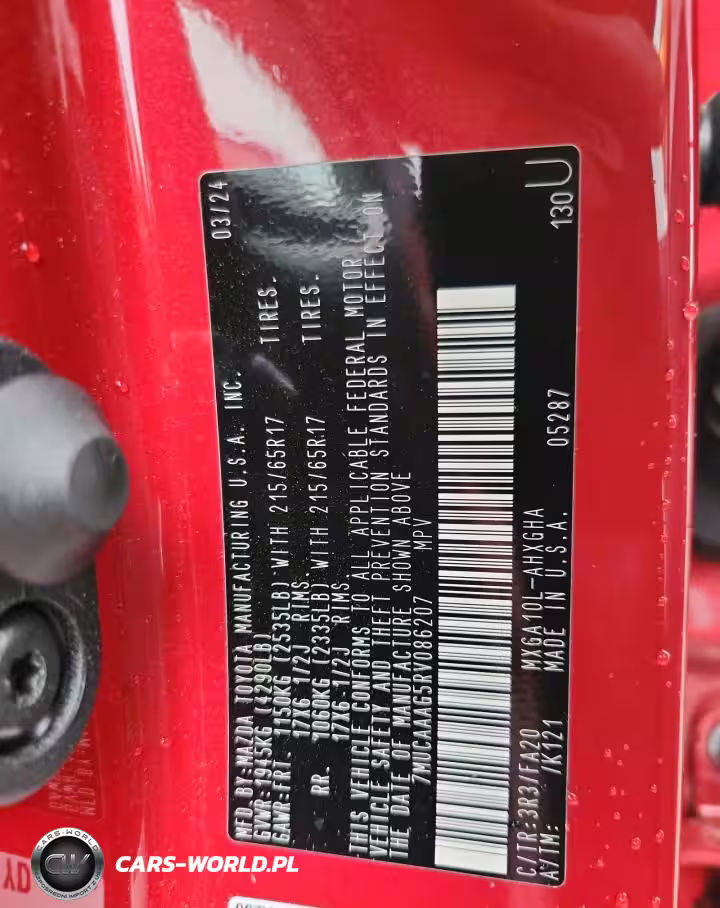 MFD.BY:MAZDA TOYOTA MANUFACTURING U.S.A. INC. 03/24
GVWR:1945KG (4290LB)
GAWR:FRT 1150KG (2535LB) WITH 215/65R17 TIRES.
17X6-1/2J RIMS.
RR. 1060KG (2335LB) WITH 215/65R17 TIRES.
17X6-1/2J RIMS.
THIS VEHICLE CONFORMS TO ALL APPLICABLE FEDERAL MOTOR
VEHICLE SAFETY AND THEFT PREVENTION STANDARDS IN EFFECT ON
THE DATE OF MANUFACTURE SHOWN ABOVE
7MUCAAAG5RV086207 MPV
C/TR:3R3/FA20 MXGA10L-AHXGHA 05287 130U
A/TM: /K121 MADE IN U.S.A.
CARS-WORLD.PL
CARS-WORLD
CW